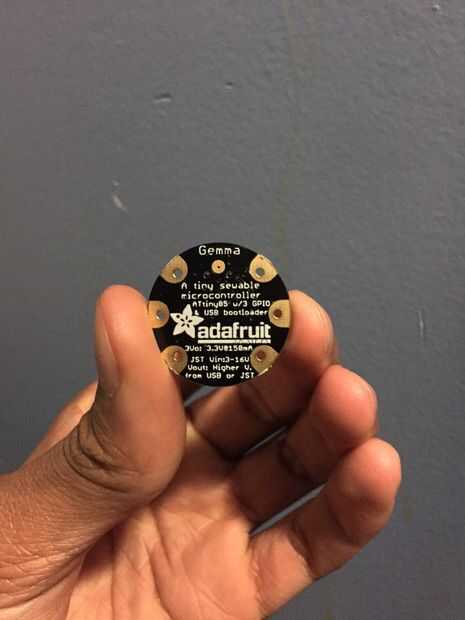 Gemma
A tiny sewable
microcontroller
ATtiny85 w/3 GPIO
& USB bootloader
adafruit
3Vo: 3.3V@150mA
JST Vin:3-16V
Vout: Higher V,
from USB or JST